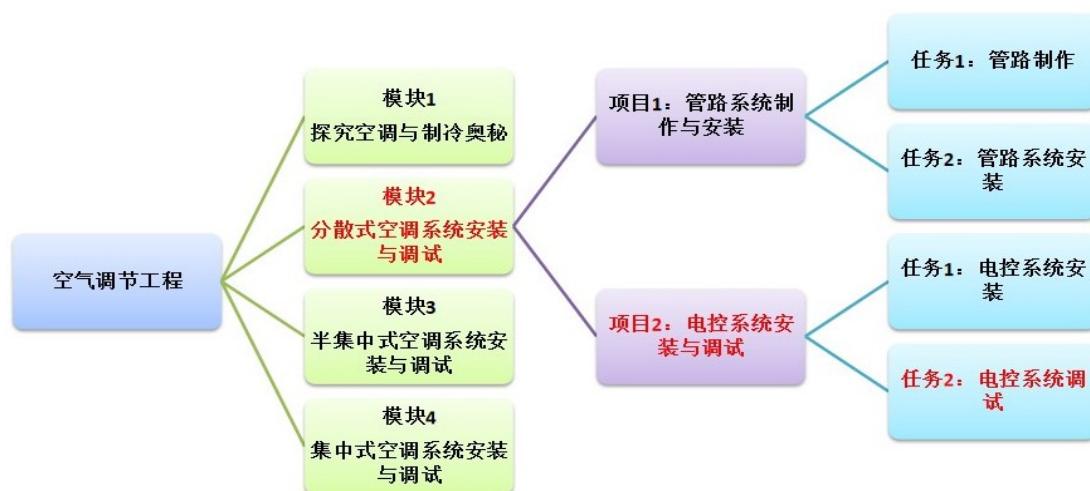 空气调节工程
模块1
探究空调与制冷奥秘
模块2
分散式空调系统安装
与调试
模块3
半集中式空调系统安
装与调试
模块4
集中式空调系统安装
与调试
项目1：管路系统制
作与安装
项目2：电控系统安
装与调试
任务1：管路制作
任务2：管路系统安
装
任务1：电控系统安
装
任务2：电控系统调
试